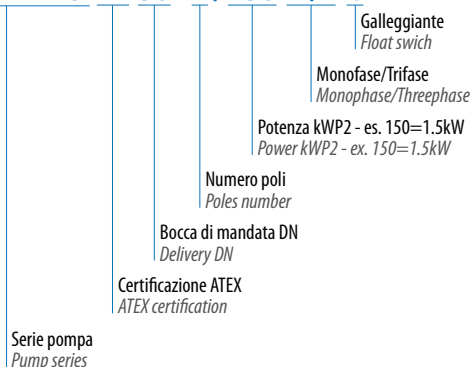 Galleggiante
Float swich
Monofase/Trifase
Monophase/Threephase
Potenza kWP2 - es. 150=1.5kW
Power kWP2 - ex. 150=1.5kW
Numero poli
Poles number
Bocca di mandata DN
Delivery DN
Certificazione ATEX
ATEX certification
Serie pompa
Pump series